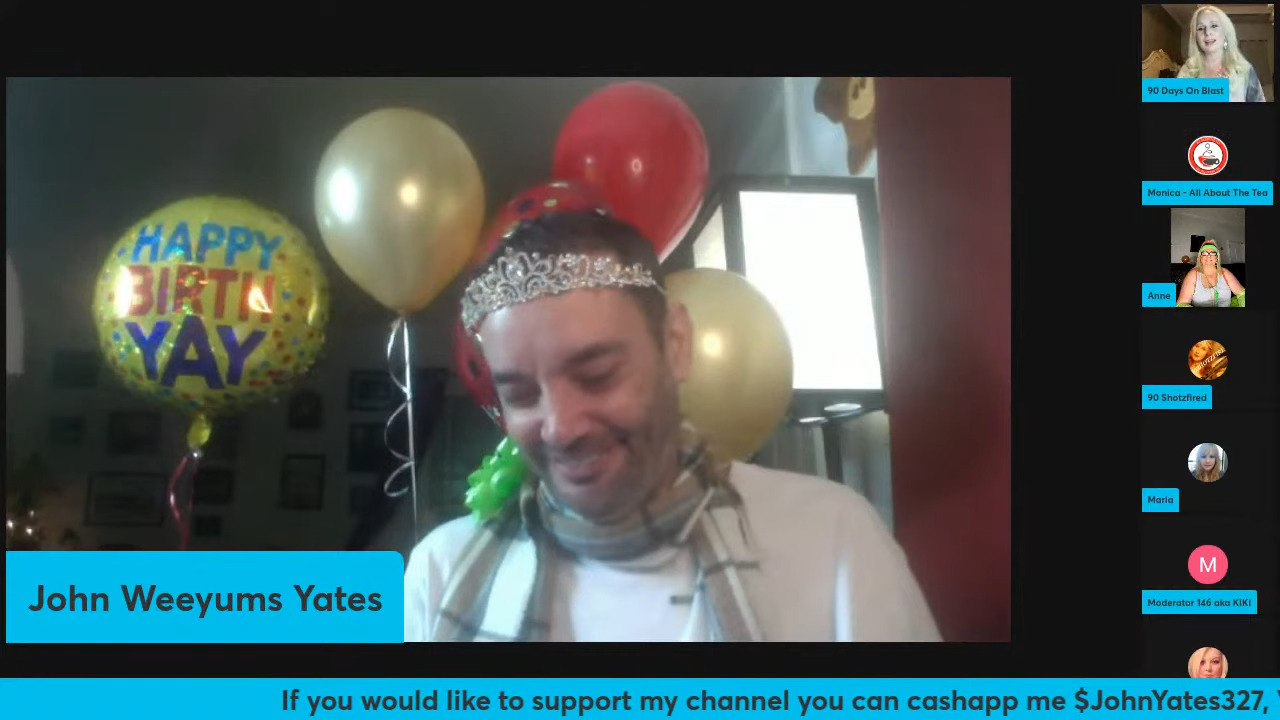 HAPPY
BIRTH
YAY
John Weeyums Yates
90 Days On Blast
Monica - All About The Tea
Anne
90 Shotzfired
Maria
M
Moderator 146 aka KIKI
If you would like to support my channel you can cashapp me $JohnYates327,